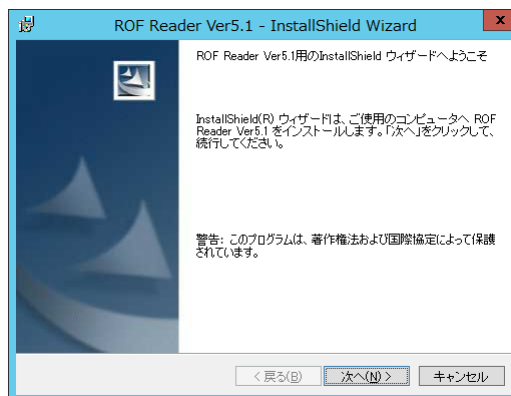 ROF Reader Ver5.1 - InstallShield Wizard
x
ROF Reader Ver5.1用のInstallShield ウィザードへようこそ
InstallShield(R) ウィザードは、ご使用のコンピュータへ ROF
Reader Ver5.1 をインストールします。「次へ」をクリックして、
続行してください。
警告: このプログラムは、著作権法および国際協定によって保護
されています。
< 戻る(B)
次へ(N) >
キャンセル